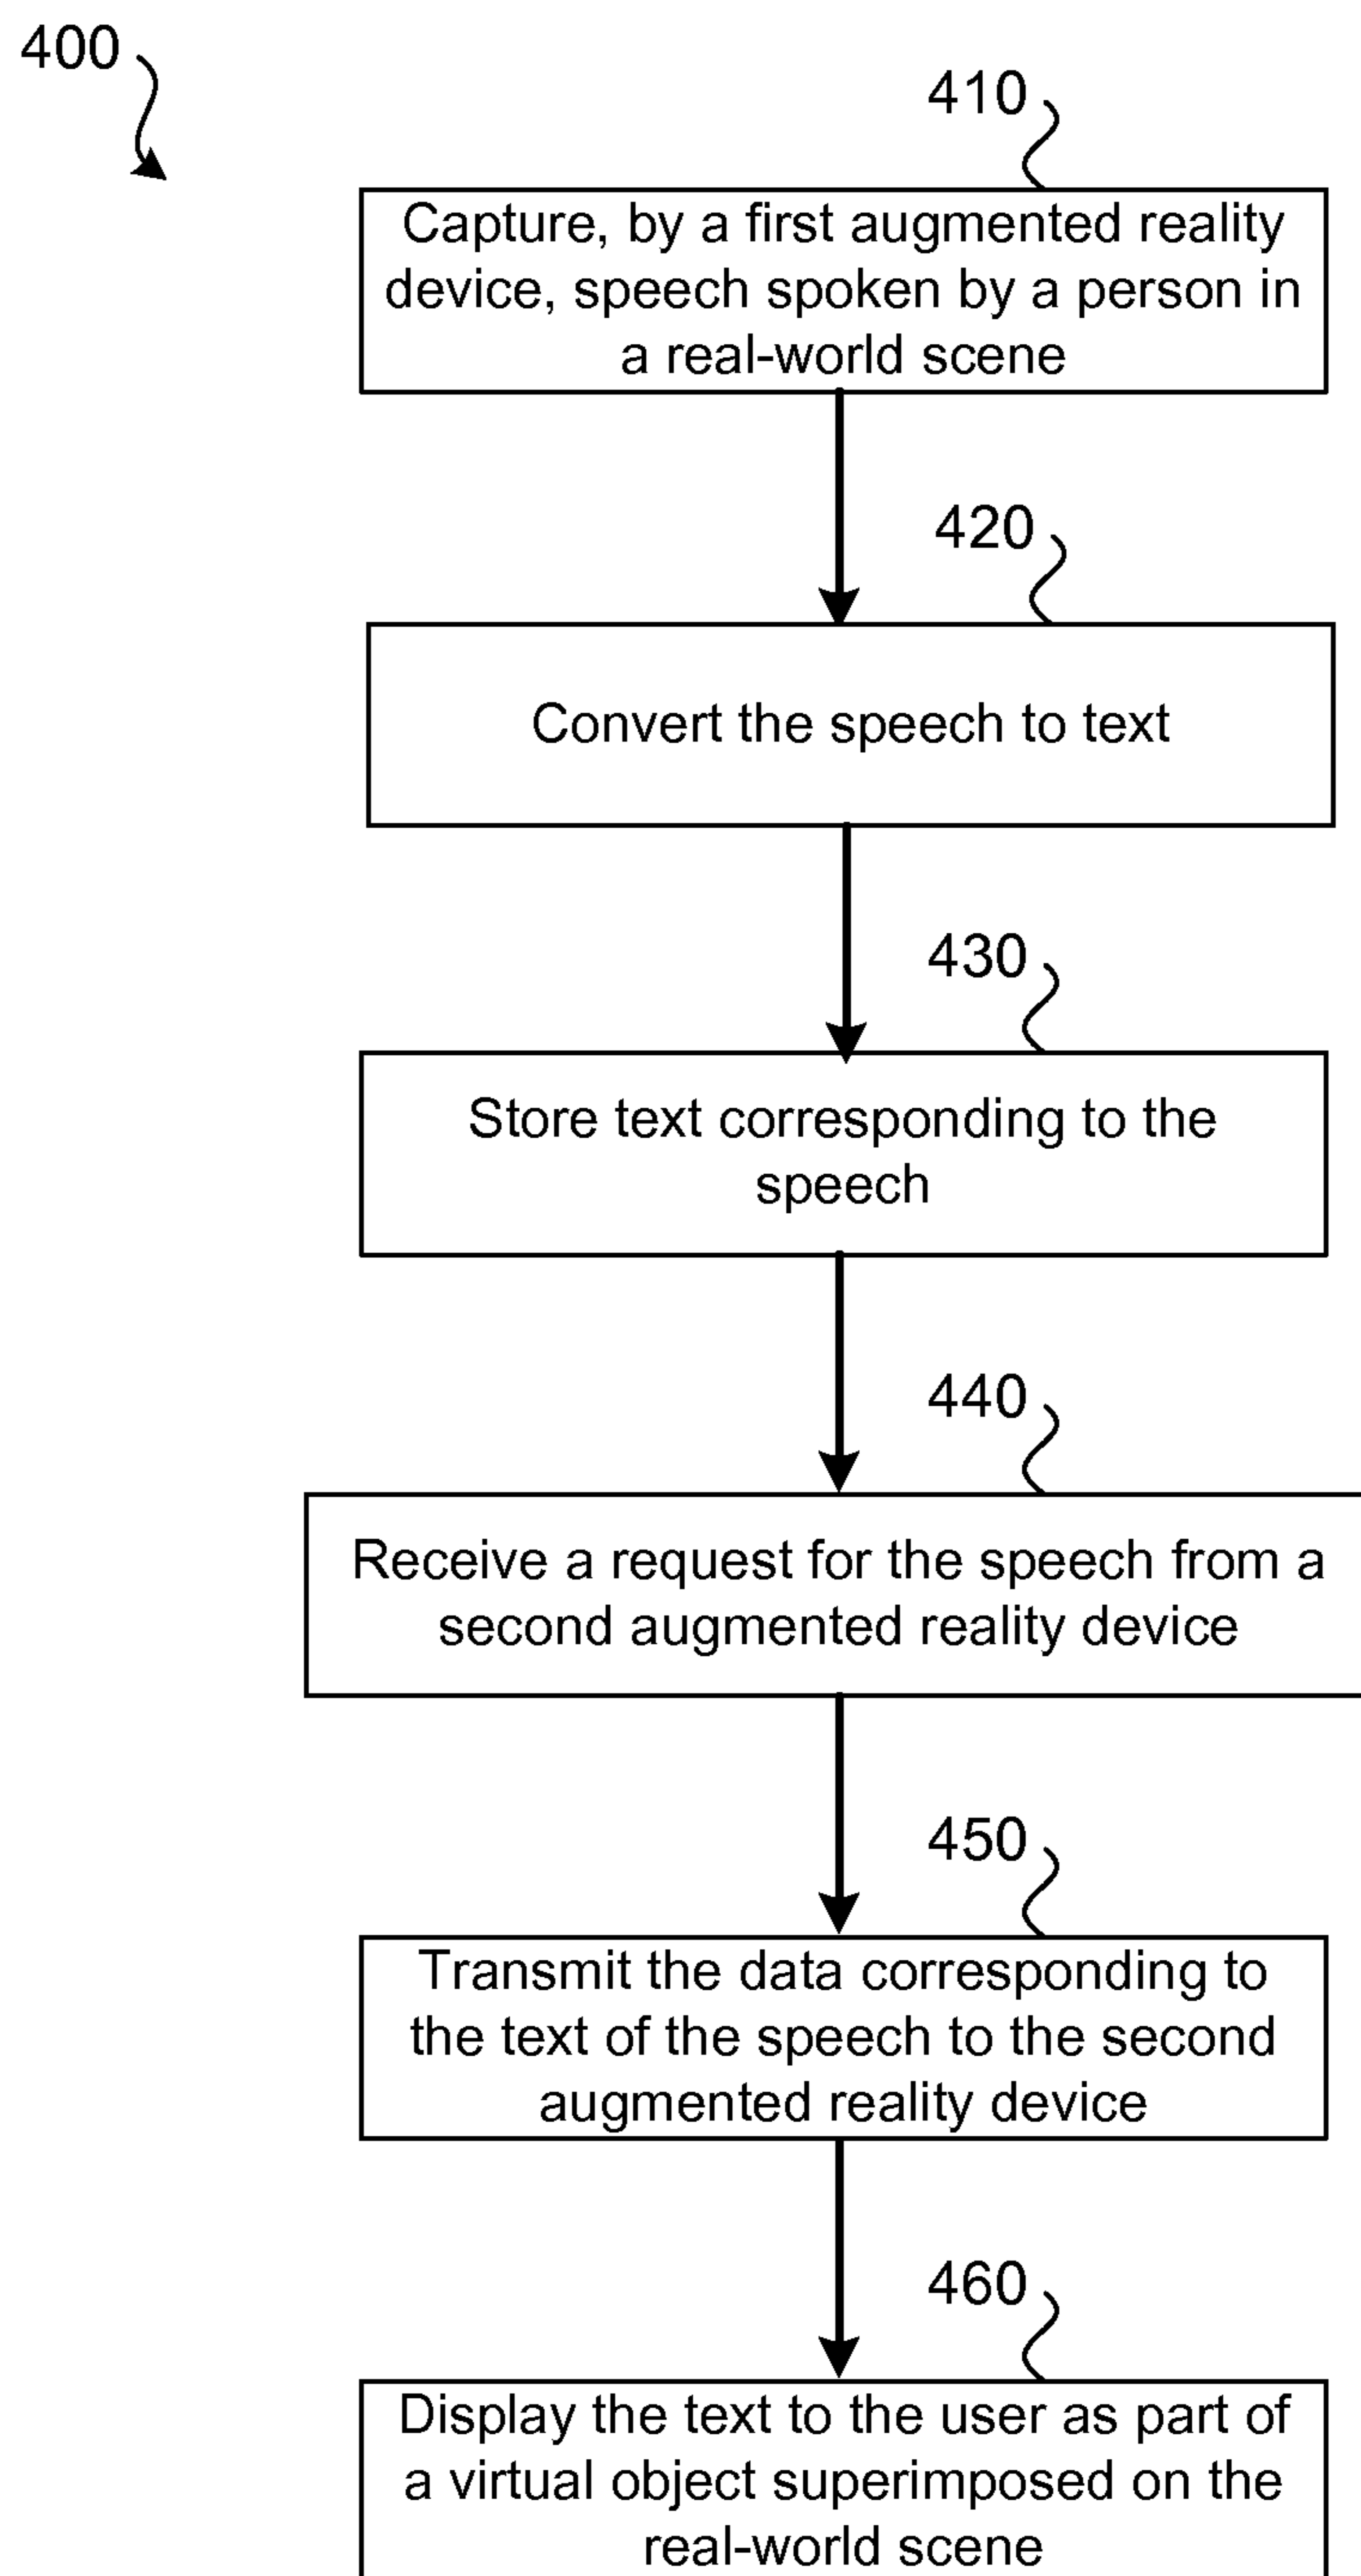 400
410
Capture, by a first augmented reality
device, speech spoken by a person in
a real-world scene
420
Convert the speech to text
430
Store text corresponding to the
speech
440
Receive a request for the speech from a
second augmented reality device
450
Transmit the data corresponding to
the text of the speech to the second
augmented reality device
460
Display the text to the user as part of
a virtual object superimposed on the
real-world scene